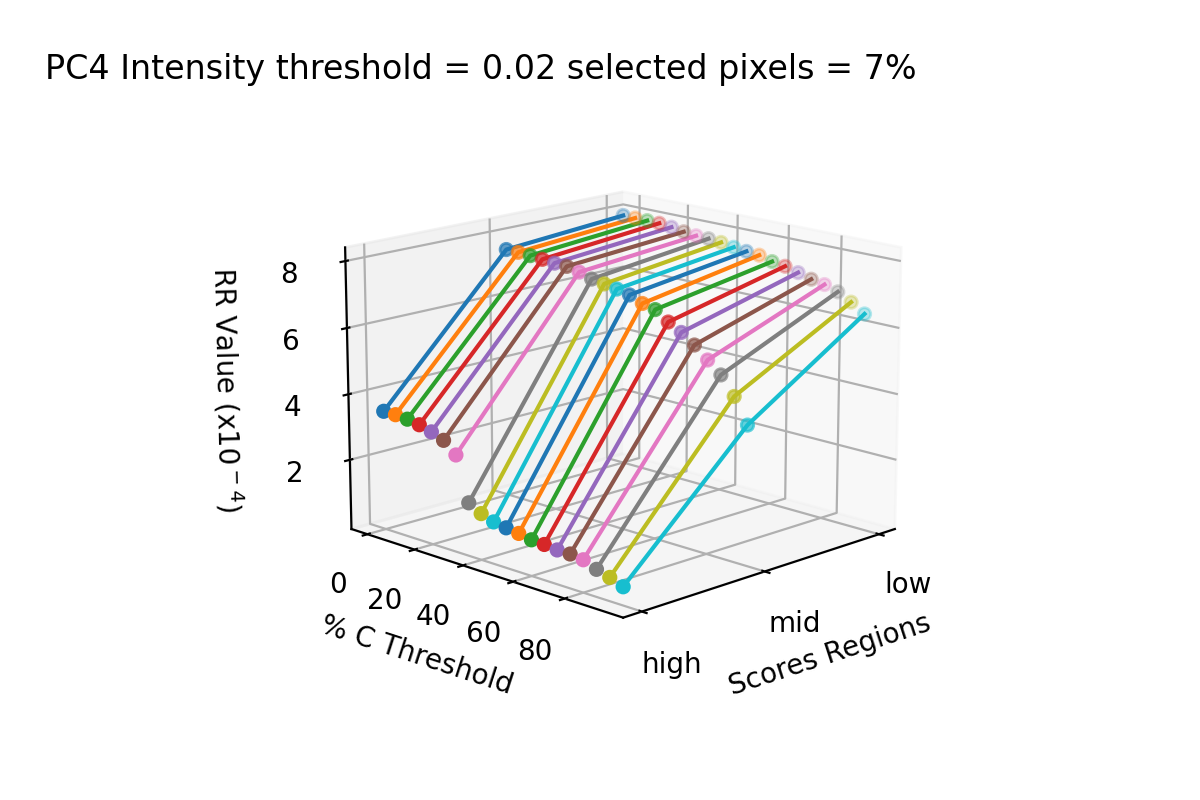 PC4 Intensity threshold = 0.02 selected pixels = 7%
8
6
4
2
RR Value (x10⁻⁴)
0
20
40
60
80
% C Threshold
low
mid
high
Scores Regions